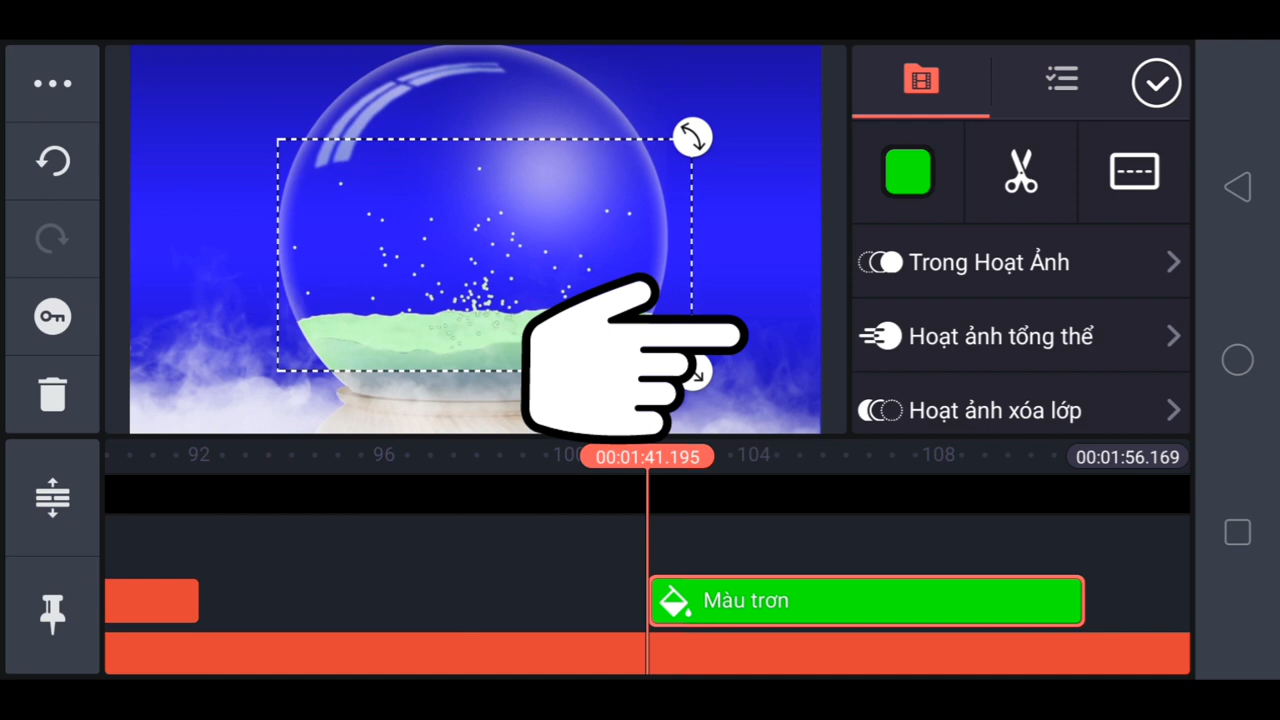 Trong Hoạt Ảnh
Hoạt ảnh tổng thể
Hoạt ảnh xóa lớp
92
96
100
00:01:41.195
104
108
00:01:56.169
Màu trơn